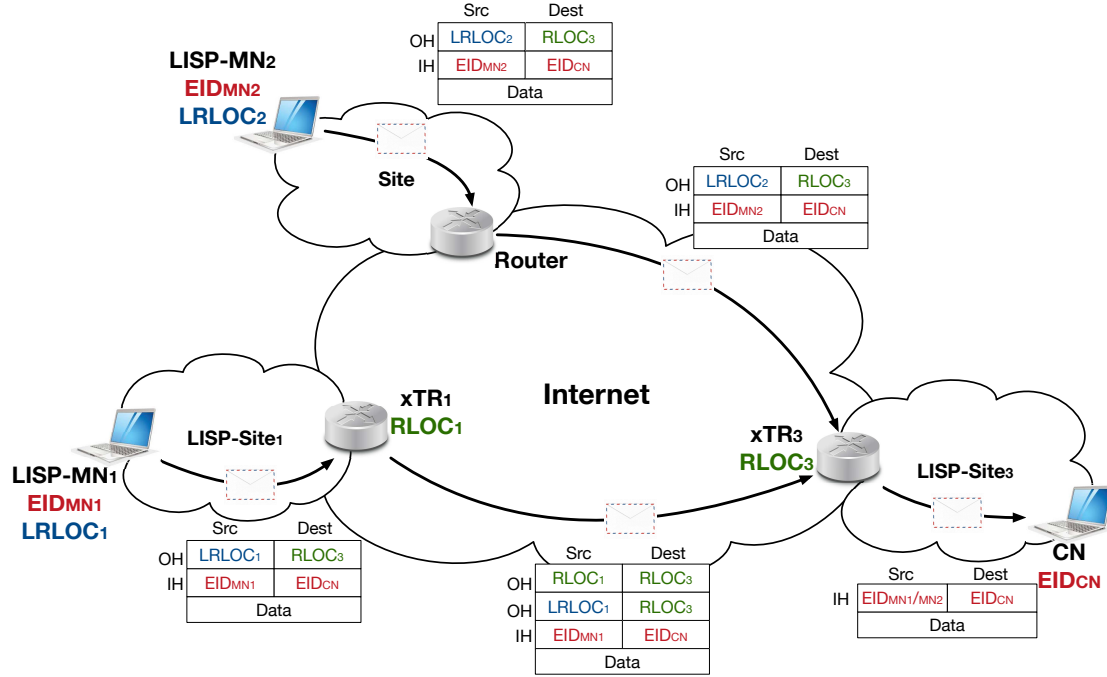 Src Dest
OH LRLOC2 RLOC3
IH EIDMN2 EIDCN
Data
LISP-MN2
EIDMN2
LRLOC2
Site
Router
Src Dest
OH LRLOC2 RLOC3
IH EIDMN2 EIDCN
Data
Internet
xTR1
RLOC1
LISP-Site1
LISP-MN1
EIDMN1
LRLOC1
Src Dest
OH LRLOC1 RLOC3
IH EIDMN1 EIDCN
Data
Src Dest
OH RLOC1 RLOC3
OH LRLOC1 RLOC3
IH EIDMN1 EIDCN
Data
xTR3
RLOC3
LISP-Site3
CN
EIDCN
Src Dest
IH EIDMN1/MN2 EIDCN
Data